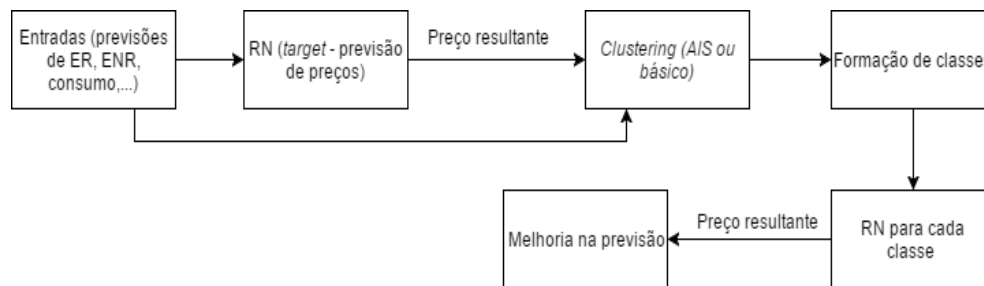 Entradas (previsões
de ER, ENR,
consumo,...)
RN (target - previsão
de preços)
Preço resultante
Clustering (AIS ou
básico)
Formação de classe
RN para cada
classe
Preço resultante
Melhoria na previsão